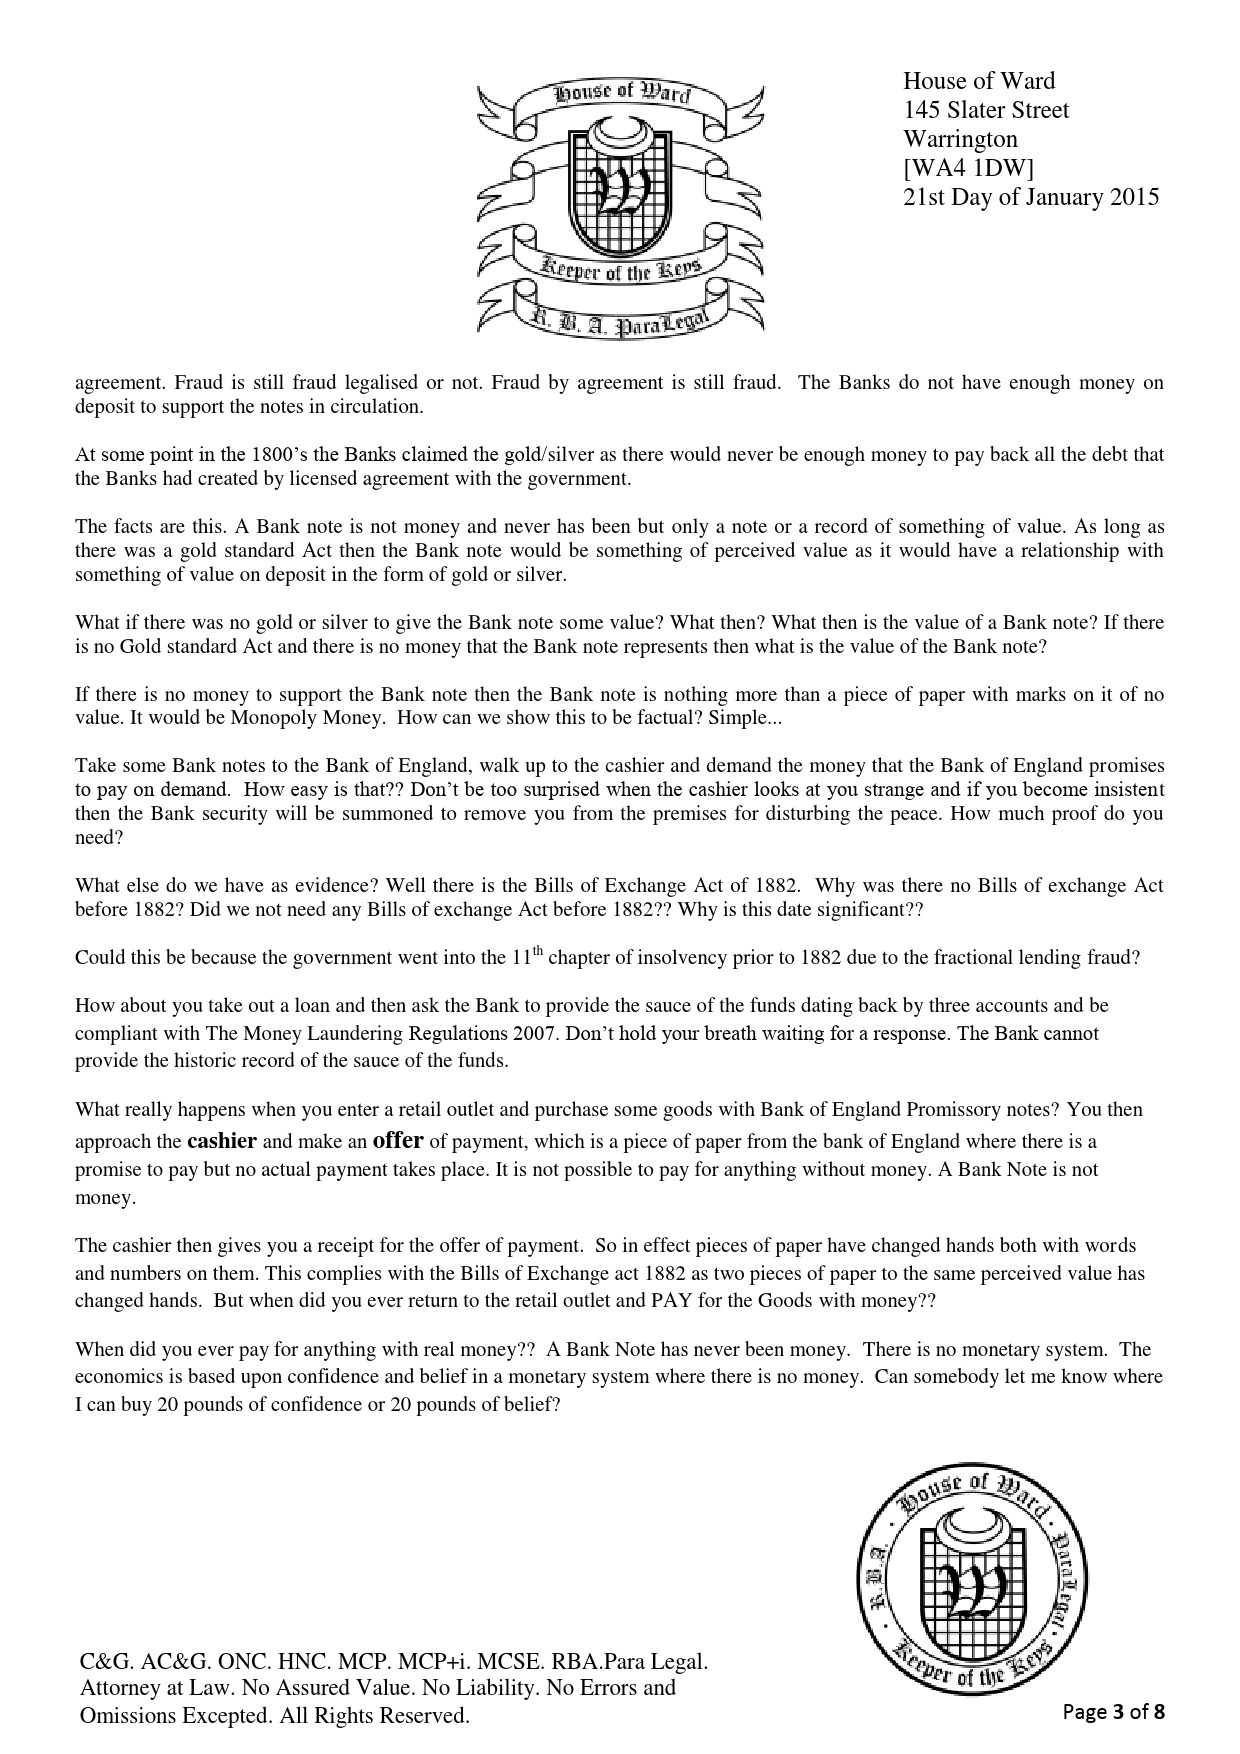 House of Ward
145 Slater Street
Warrington
[WA4 1DW]
21st Day of January 2015
House of Ward
W
Keeper of the Keys
R. B. A. ParaLegal
agreement. Fraud is still fraud legalised or not. Fraud by agreement is still fraud.  The Banks do not have enough money on
deposit to support the notes in circulation.
At some point in the 1800’s the Banks claimed the gold/silver as there would never be enough money to pay back all the debt that
the Banks had created by licensed agreement with the government.
The facts are this. A Bank note is not money and never has been but only a note or a record of something of value. As long as
there was a gold standard Act then the Bank note would be something of perceived value as it would have a relationship with
something of value on deposit in the form of gold or silver.
What if there was no gold or silver to give the Bank note some value? What then? What then is the value of a Bank note? If there
is no Gold standard Act and there is no money that the Bank note represents then what is the value of the Bank note?
If there is no money to support the Bank note then the Bank note is nothing more than a piece of paper with marks on it of no
value. It would be Monopoly Money.  How can we show this to be factual? Simple...
Take some Bank notes to the Bank of England, walk up to the cashier and demand the money that the Bank of England promises
to pay on demand.  How easy is that?? Don’t be too surprised when the cashier looks at you strange and if you become insistent
then the Bank security will be summoned to remove you from the premises for disturbing the peace. How much proof do you
need?
What else do we have as evidence? Well there is the Bills of Exchange Act of 1882.  Why was there no Bills of exchange Act
before 1882? Did we not need any Bills of exchange Act before 1882?? Why is this date significant??
Could this be because the government went into the 11th chapter of insolvency prior to 1882 due to the fractional lending fraud?
How about you take out a loan and then ask the Bank to provide the sauce of the funds dating back by three accounts and be
compliant with The Money Laundering Regulations 2007. Don’t hold your breath waiting for a response. The Bank cannot
provide the historic record of the sauce of the funds.
What really happens when you enter a retail outlet and purchase some goods with Bank of England Promissory notes? You then
approach the cashier and make an offer of payment, which is a piece of paper from the bank of England where there is a
promise to pay but no actual payment takes place. It is not possible to pay for anything without money. A Bank Note is not
money.
The cashier then gives you a receipt for the offer of payment.  So in effect pieces of paper have changed hands both with words
and numbers on them. This complies with the Bills of Exchange act 1882 as two pieces of paper to the same perceived value has
changed hands.  But when did you ever return to the retail outlet and PAY for the Goods with money??
When did you ever pay for anything with real money??  A Bank Note has never been money.  There is no monetary system.  The
economics is based upon confidence and belief in a monetary system where there is no money.  Can somebody let me know where
I can buy 20 pounds of confidence or 20 pounds of belief?
R.B.A. · House of Ward · ParaLegal · Keeper of the Keys ·
W
C&G. AC&G. ONC. HNC. MCP. MCP+i. MCSE. RBA.Para Legal.
Attorney at Law. No Assured Value. No Liability. No Errors and
Omissions Excepted. All Rights Reserved.
Page 3 of 8